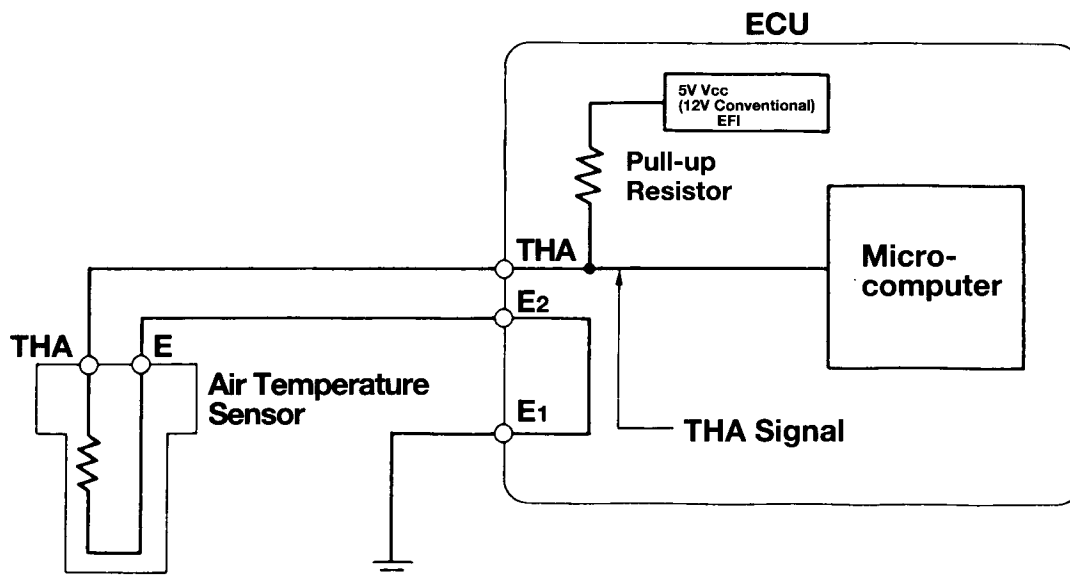 ECU
5V Vcc
(12V Conventional)
EFI
Pull-up
Resistor
THA
Micro-
computer
E2
THA
E
Air Temperature
Sensor
E1
THA Signal